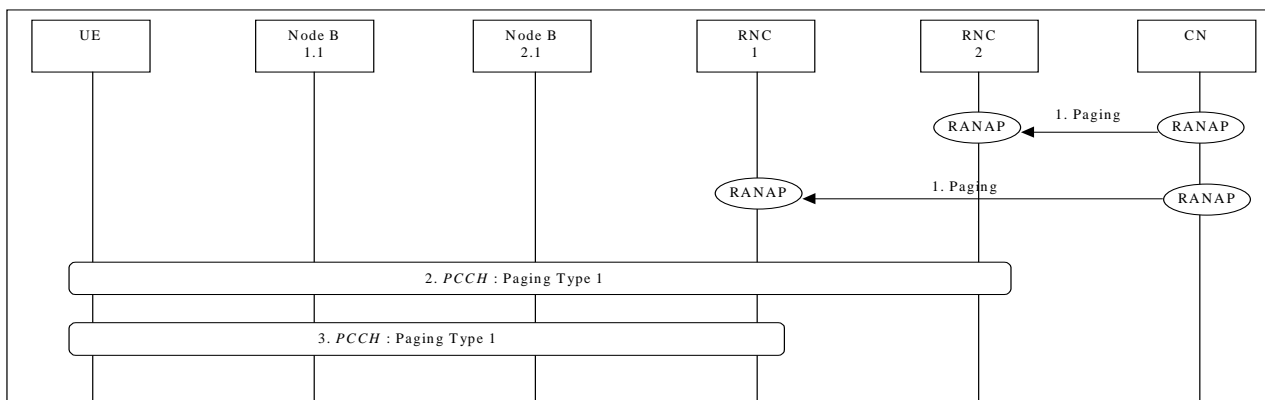 UE
Node B
1.1
Node B
2.1
RNC
1
RNC
2
CN
RANAP
1. Paging
RANAP
RANAP
1. Paging
RANAP
2. PCCH : Paging Type 1
3. PCCH : Paging Type 1